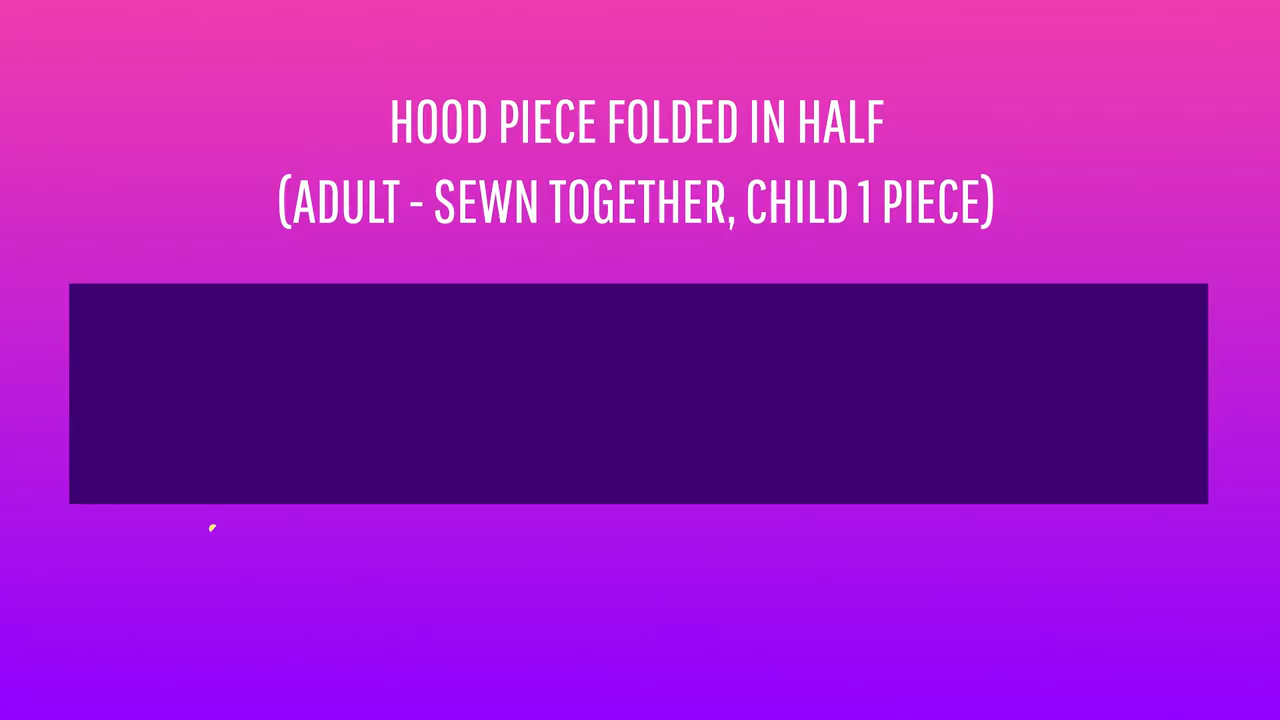 HOOD PIECE FOLDED IN HALF
(ADULT - SEWN TOGETHER, CHILD 1 PIECE)